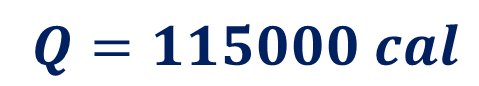 Q = 115000 cal